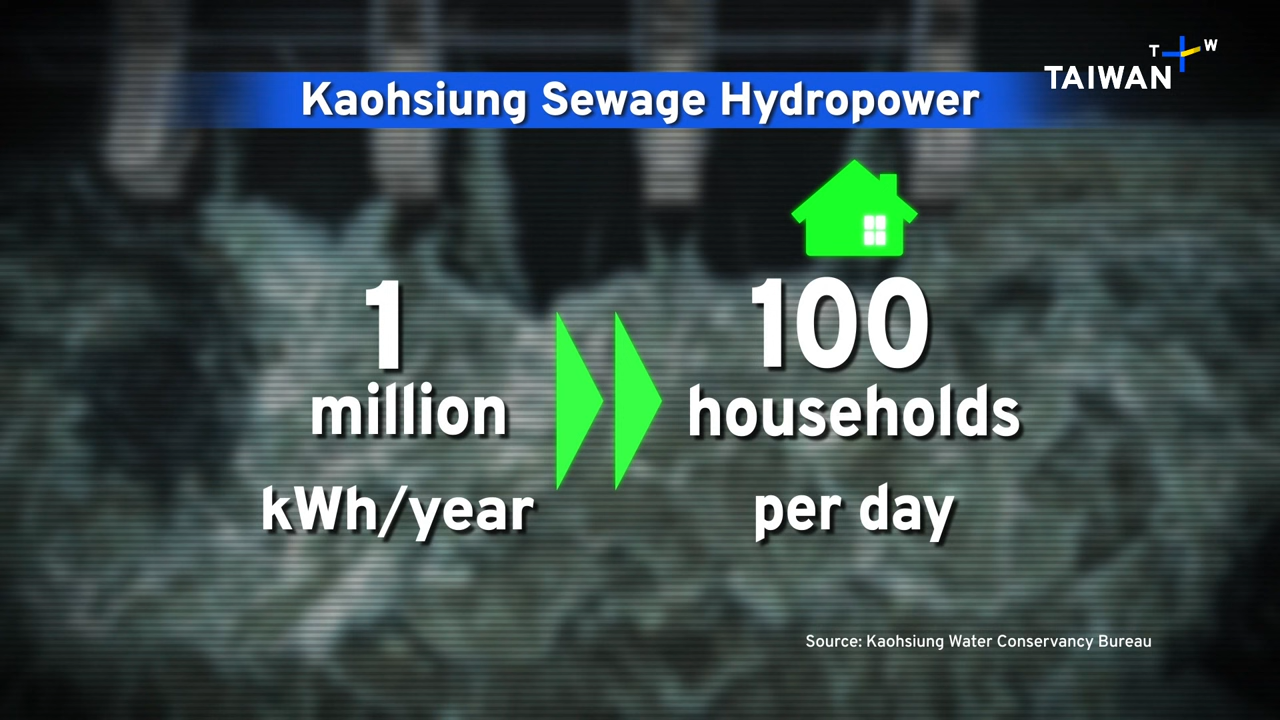 T W
TAIWAN
Kaohsiung Sewage Hydropower
1
million
kWh/year
100
households
per day
Source: Kaohsiung Water Conservancy Bureau